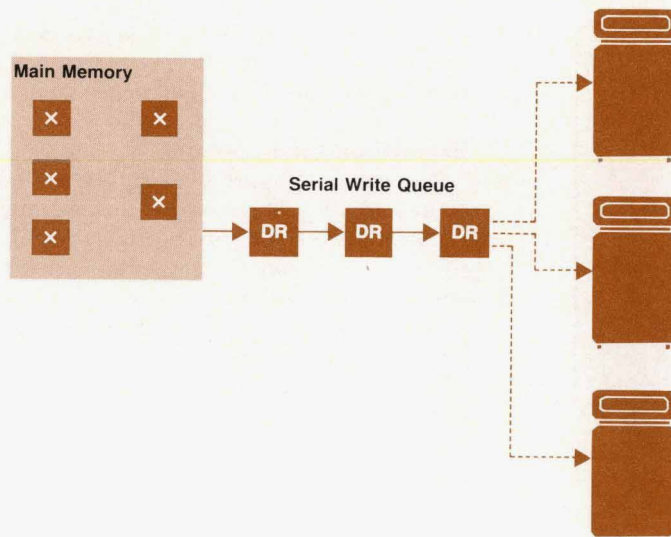 Main Memory
×
×
×
×
×
Serial Write Queue
DR
DR
DR